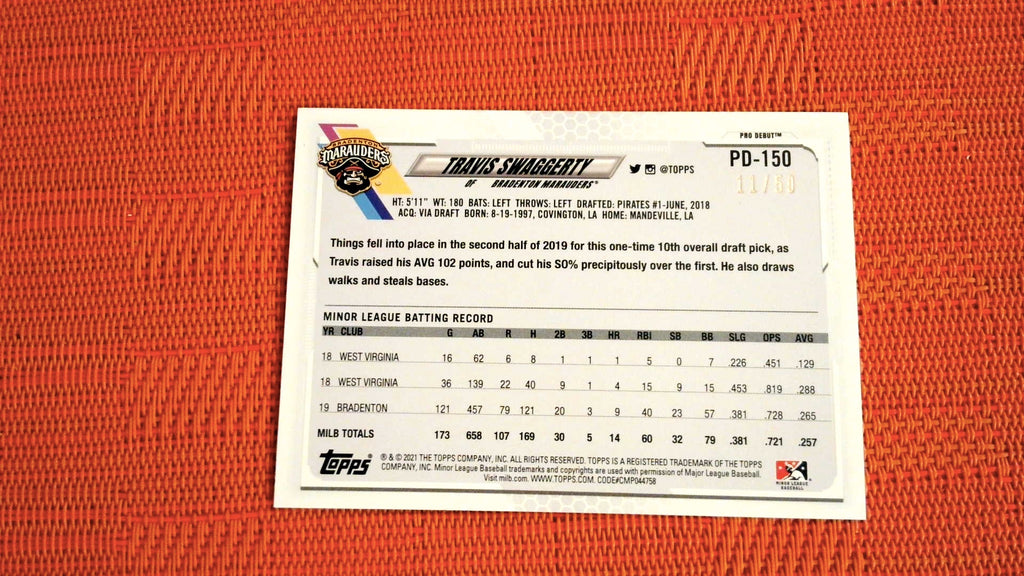 PRO DEBUT™
BRADENTON
MARAUDERS
TRAVIS SWAGGERTY
@TOPPS
PD-150
11/50
OF BRADENTON MARAUDERS®
HT: 5'11" WT: 180 BATS: LEFT THROWS: LEFT DRAFTED: PIRATES #1-JUNE, 2018
ACQ: VIA DRAFT BORN: 8-19-1997, COVINGTON, LA HOME: MANDEVILLE, LA
Things fell into place in the second half of 2019 for this one-time 10th overall draft pick, as
Travis raised his AVG 102 points, and cut his SO% precipitously over the first. He also draws
walks and steals bases.
MINOR LEAGUE BATTING RECORD
YR CLUB G AB R H 2B 3B HR RBI SB BB SLG OPS AVG
18 WEST VIRGINIA 16 62 6 8 1 1 1 5 0 7 .226 .451 .129
18 WEST VIRGINIA 36 139 22 40 9 1 4 15 9 15 .453 .819 .288
19 BRADENTON 121 457 79 121 20 3 9 40 23 57 .381 .728 .265
MILB TOTALS 173 658 107 169 30 5 14 60 32 79 .381 .721 .257
TOPPS®
® & © 2021 THE TOPPS COMPANY, INC. ALL RIGHTS RESERVED. TOPPS IS A REGISTERED TRADEMARK OF THE TOPPS
COMPANY, INC. Minor League Baseball trademarks and copyrights are used with permission of Major League Baseball.
Visit milb.com. WWW.TOPPS.COM. CODE#CMP044758
MINOR LEAGUE
BASEBALL